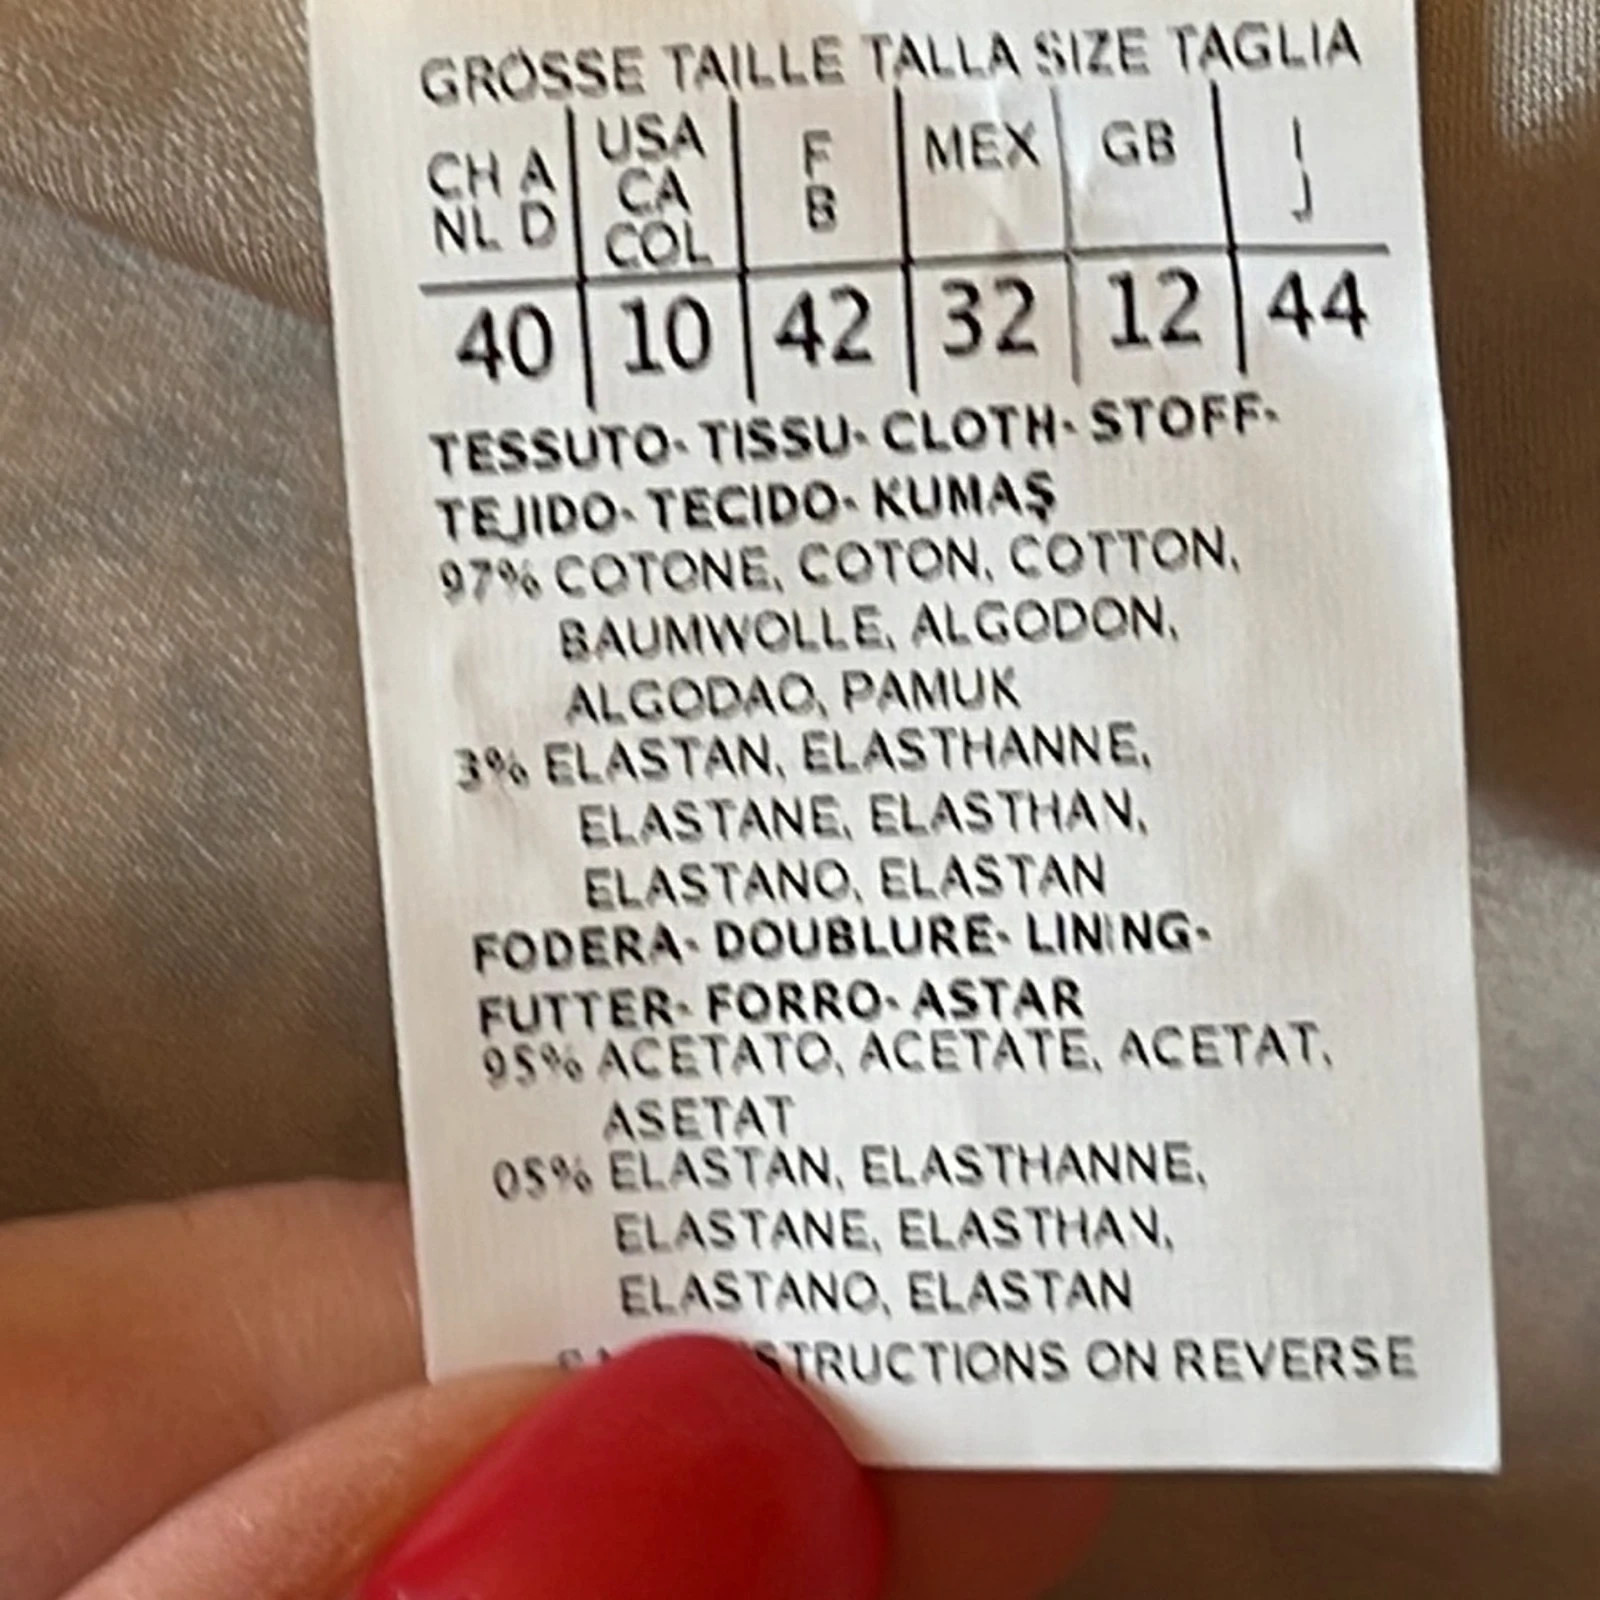 GRÖSSE TAILLE TALLA SIZE TAGLIA
CH A NL D | USA CA COL | F B | MEX | GB | I J
40 | 10 | 42 | 32 | 12 | 44
TESSUTO- TISSU- CLOTH- STOFF-
TEJIDO- TECIDO- KUMAŞ
97% COTONE, COTON, COTTON,
BAUMWOLLE, ALGODON,
ALGODAO, PAMUK
3% ELASTAN, ELASTHANNE,
ELASTANE, ELASTHAN,
ELASTANO, ELASTAN
FODERA- DOUBLURE- LINING-
FUTTER- FORRO- ASTAR
95% ACETATO, ACETATE, ACETAT,
ASETAT
05% ELASTAN, ELASTHANNE,
ELASTANE, ELASTHAN,
ELASTANO, ELASTAN
ON REVERSE